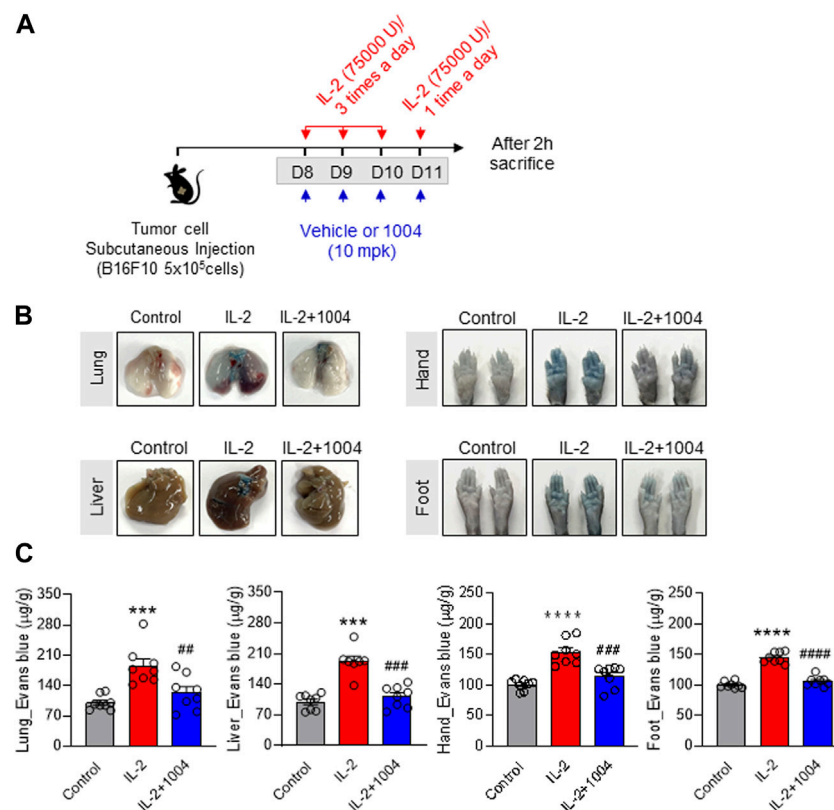 A
IL-2 (75000 U)/
3 times a day
IL-2 (75000 U)/
1 time a day
D8 D9 D10 D11
After 2h
sacrifice
Tumor cell
Subcutaneous Injection
(B16F10 5x10⁵cells)
Vehicle or 1004
(10 mpk)
B
Control IL-2 IL-2+1004
Lung
Control IL-2 IL-2+1004
Hand
Control IL-2 IL-2+1004
Liver
Control IL-2 IL-2+1004
Foot
C
Lung_Evans blue (μg/g)
350
280
210
140
70
0
***
##
Control
IL-2
IL-2+1004
Liver_Evans blue (μg/g)
350
280
210
140
70
0
***
###
Control
IL-2
IL-2+1004
Hand_Evans blue (μg/g)
250
200
150
100
50
0
****
###
Control
IL-2
IL-2+1004
Foot_Evans blue (μg/g)
250
200
150
100
50
0
****
####
Control
IL-2
IL-2+1004